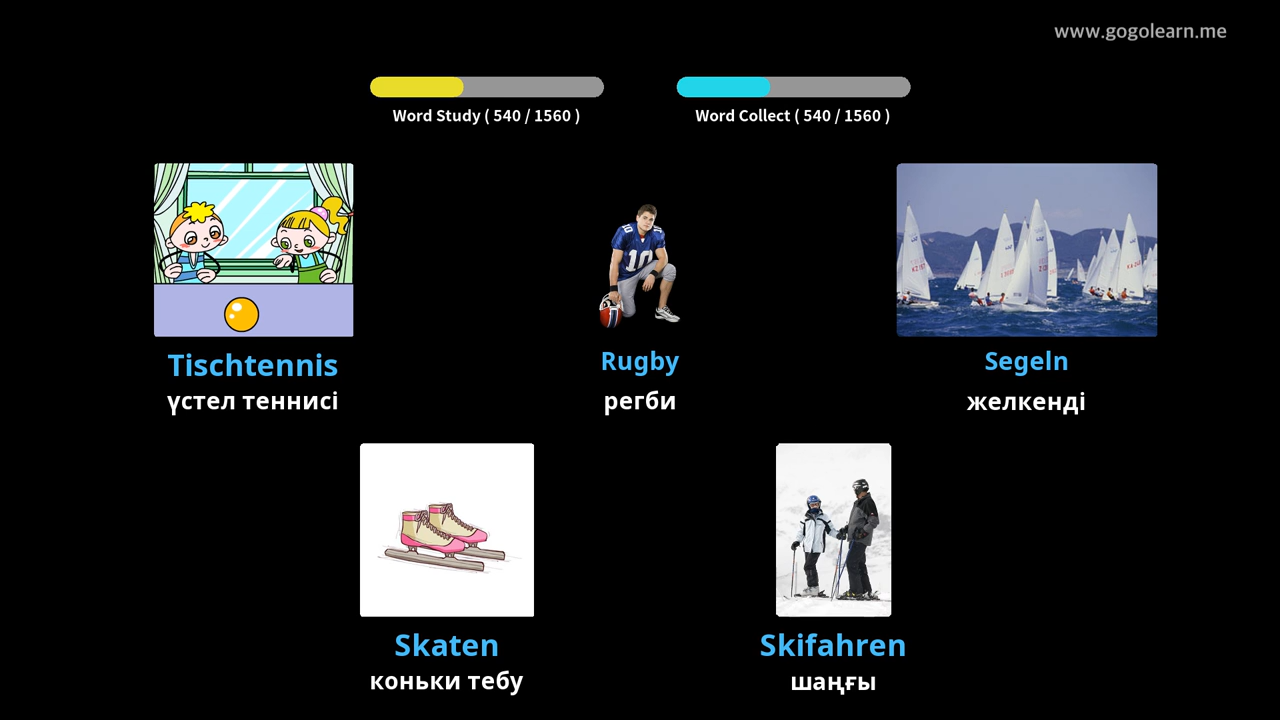 www.gogolearn.me
Word Study ( 540 / 1560 )
Word Collect ( 540 / 1560 )
Tischtennis
үстел теннисі
Rugby
регби
Segeln
желкенді
Skaten
коньки тебу
Skifahren
шаңғы